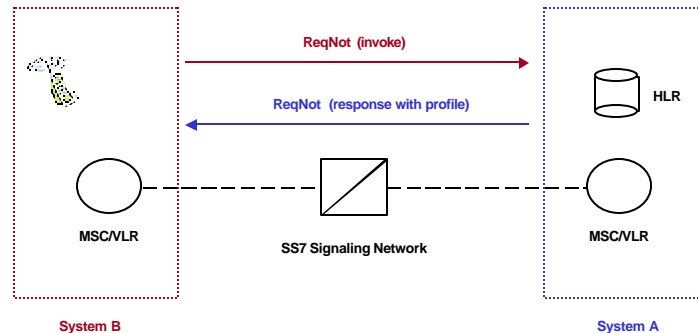 ReqNot (invoke)
HLR
ReqNot (response with profile)
MSC/VLR
MSC/VLR
SS7 Signaling Network
System B
System A